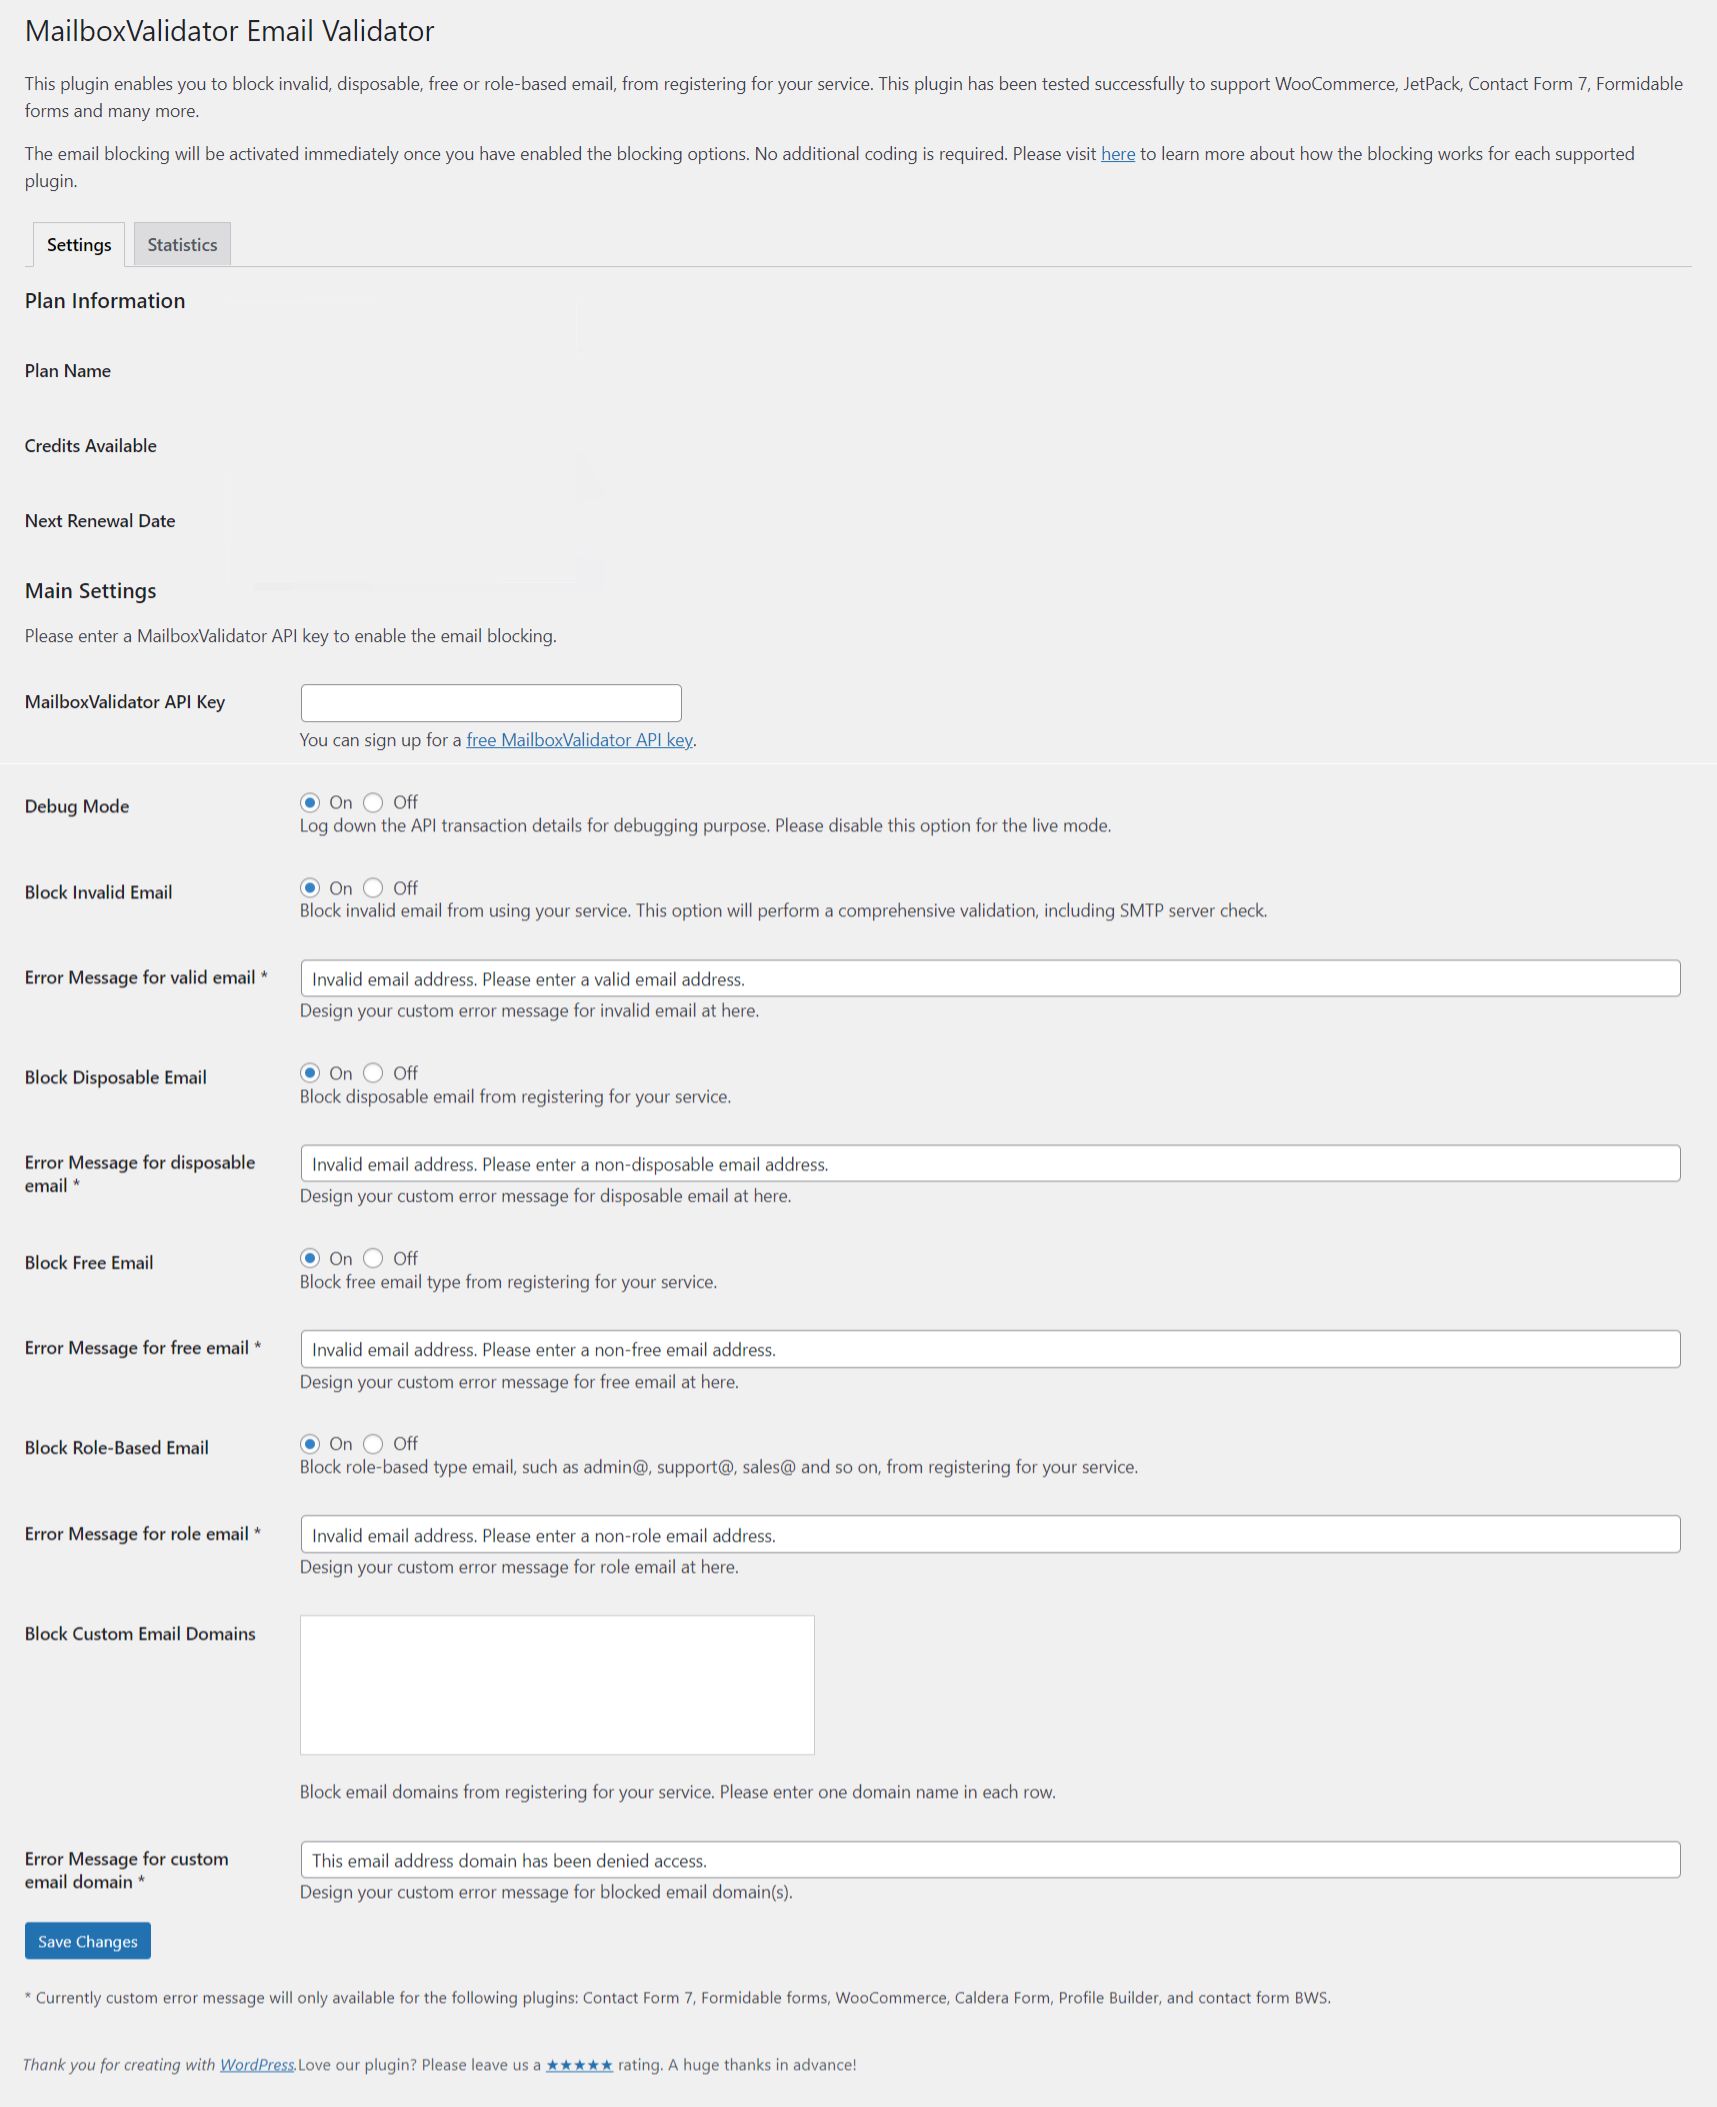 MailboxValidator Email Validator
This plugin enables you to block invalid, disposable, free or role-based email, from registering for your service. This plugin has been tested successfully to support WooCommerce, JetPack, Contact Form 7, Formidable
forms and many more.
The email blocking will be activated immediately once you have enabled the blocking options. No additional coding is required. Please visit here to learn more about how the blocking works for each supported
plugin.
Settings Statistics
Plan Information
Plan Name
Credits Available
Next Renewal Date
Main Settings
Please enter a MailboxValidator API key to enable the email blocking.
MailboxValidator API Key
You can sign up for a free MailboxValidator API key.
Debug Mode On Off
Log down the API transaction details for debugging purpose. Please disable this option for the live mode.
Block Invalid Email On Off
Block invalid email from using your service. This option will perform a comprehensive validation, including SMTP server check.
Error Message for valid email * Invalid email address. Please enter a valid email address.
Design your custom error message for invalid email at here.
Block Disposable Email On Off
Block disposable email from registering for your service.
Error Message for disposable
email *
Invalid email address. Please enter a non-disposable email address.
Design your custom error message for disposable email at here.
Block Free Email On Off
Block free email type from registering for your service.
Error Message for free email * Invalid email address. Please enter a non-free email address.
Design your custom error message for free email at here.
Block Role-Based Email On Off
Block role-based type email, such as admin@, support@, sales@ and so on, from registering for your service.
Error Message for role email * Invalid email address. Please enter a non-role email address.
Design your custom error message for role email at here.
Block Custom Email Domains
Block email domains from registering for your service. Please enter one domain name in each row.
Error Message for custom
email domain *
This email address domain has been denied access.
Design your custom error message for blocked email domain(s).
Save Changes
* Currently custom error message will only available for the following plugins: Contact Form 7, Formidable forms, WooCommerce, Caldera Form, Profile Builder, and contact form BWS.
Thank you for creating with WordPress.Love our plugin? Please leave us a ★★★★★ rating. A huge thanks in advance!